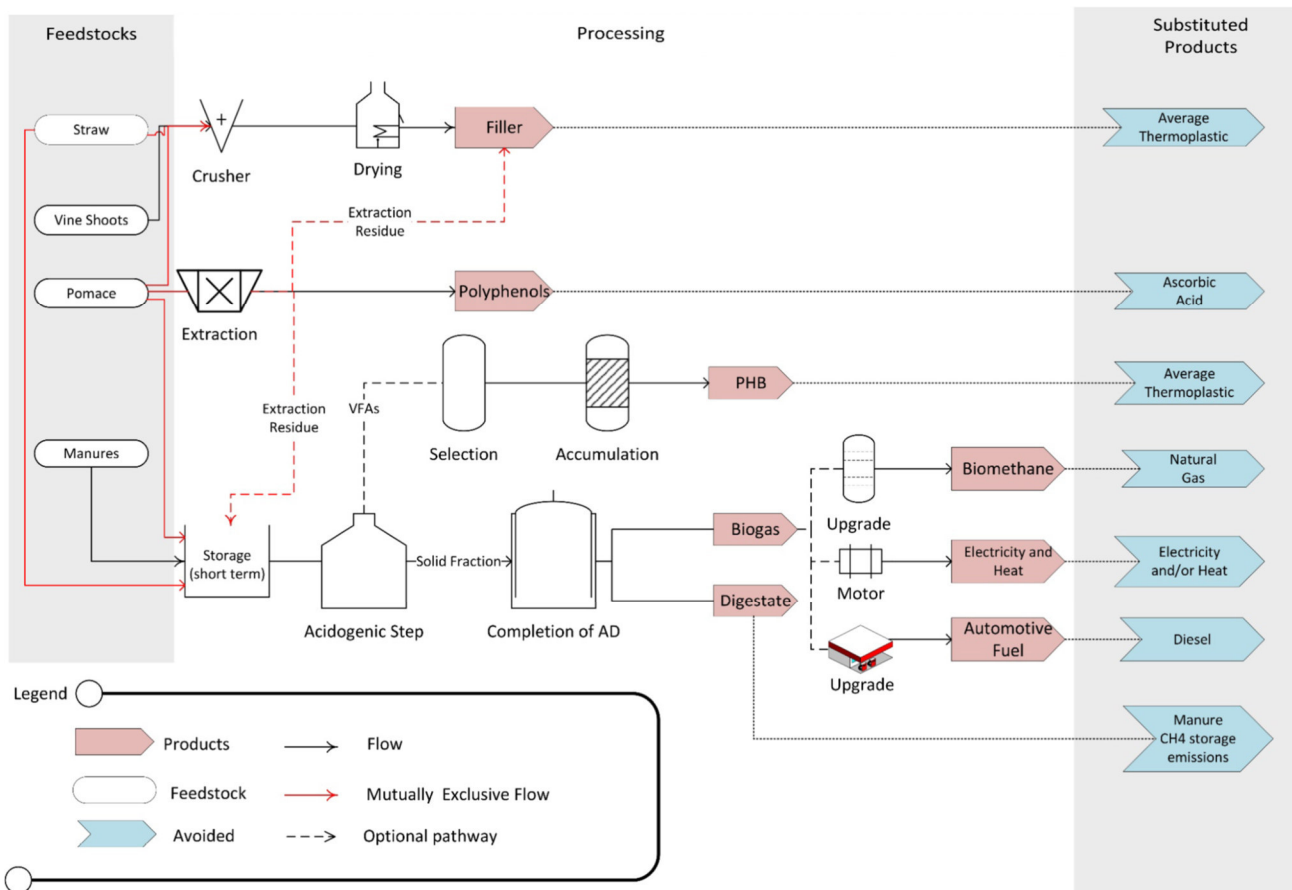 Feedstocks
Processing
Substituted
Products
Straw
+
Crusher
Drying
Filler
Average
Thermoplastic
Vine Shoots
Extraction
Residue
Pomace
Extraction
Polyphenols
Ascorbic
Acid
Extraction
Residue
VFAs
Selection
Accumulation
PHB
Average
Thermoplastic
Manures
Storage
(short term)
Acidogenic Step
Solid Fraction
Completion of AD
Biogas
Digestate
Upgrade
Biomethane
Natural
Gas
Motor
Electricity and
Heat
Electricity
and/or Heat
Upgrade
Automotive
Fuel
Diesel
Manure
CH4 storage
emissions
Legend
Products
Flow
Feedstock
Mutually Exclusive Flow
Avoided
Optional pathway